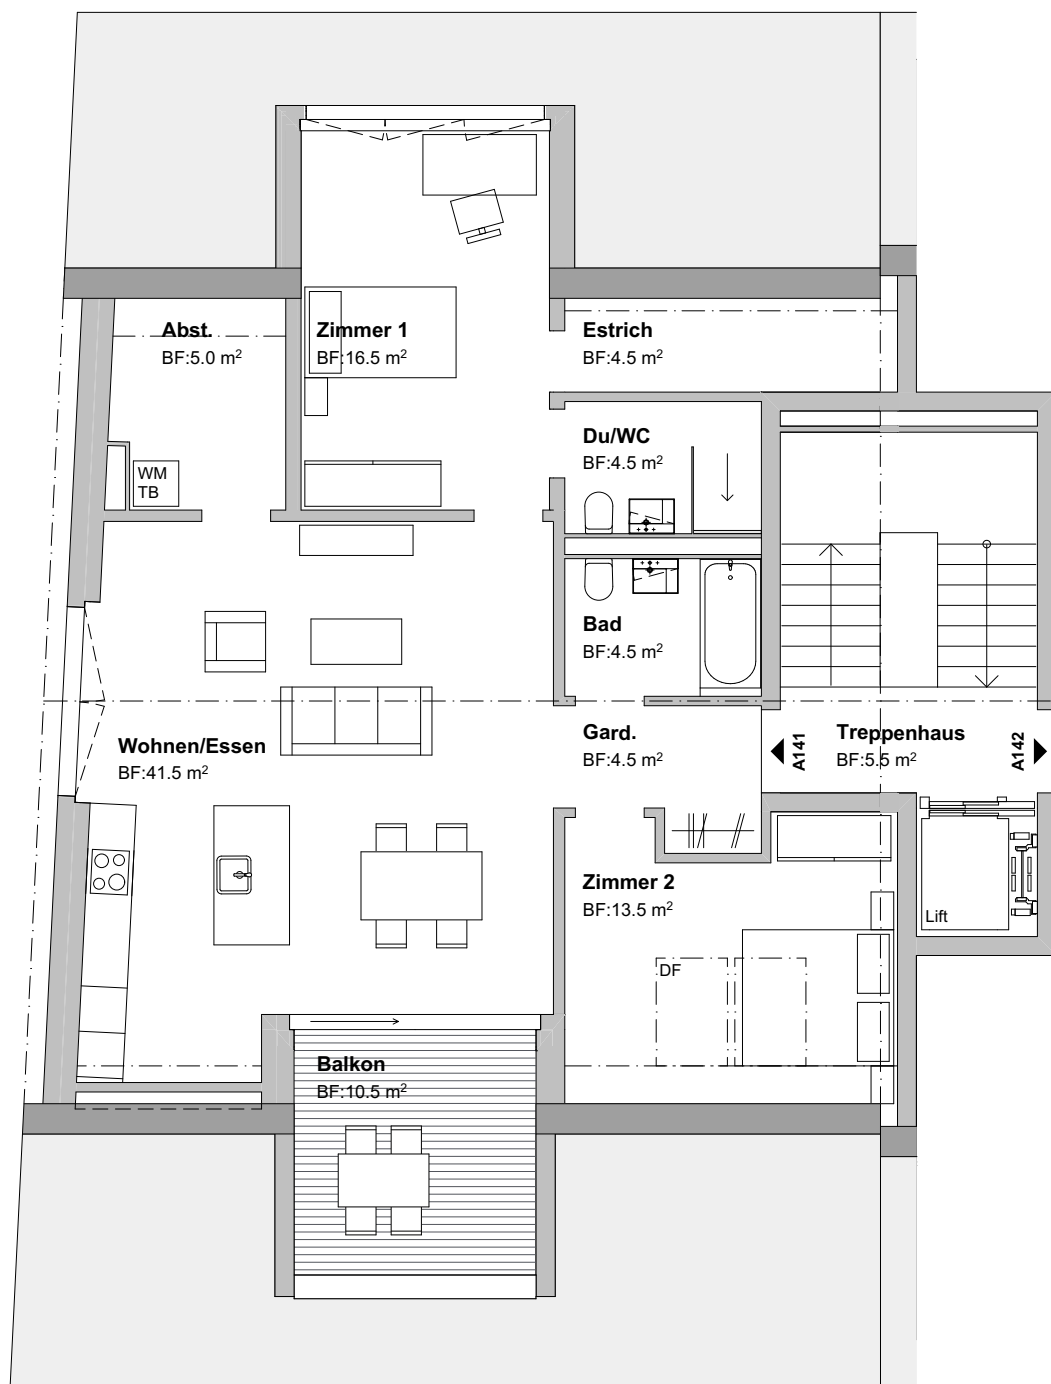 Abst.
BF:5.0 m²
Zimmer 1
BF:16.5 m²
Estrich
BF:4.5 m²
Du/WC
BF:4.5 m²
WM
TB
Bad
BF:4.5 m²
Wohnen/Essen
BF:41.5 m²
Gard.
BF:4.5 m²
A141
Treppenhaus
BF:5.5 m²
A142
Zimmer 2
BF:13.5 m²
Lift
DF
Balkon
BF:10.5 m²